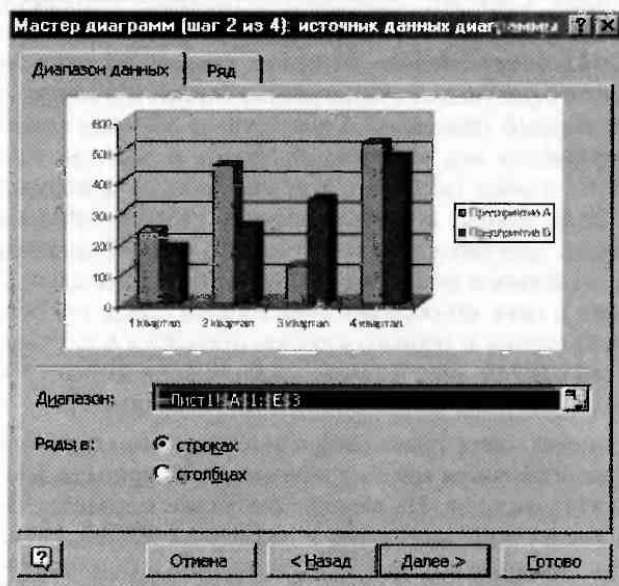 Мастер диаграмм (шаг 2 из 4): источник данных диаграммы
Диапазон данных Ряд
600
500
400
300
200
100
0
1 квартал 2 квартал 3 квартал 4 квартал
Предприятие А
Предприятие Б
Диапазон: =Лист1!$A$1:$E$3
Ряды в: строках
столбцах
Отмена < Назад Далее > Готово